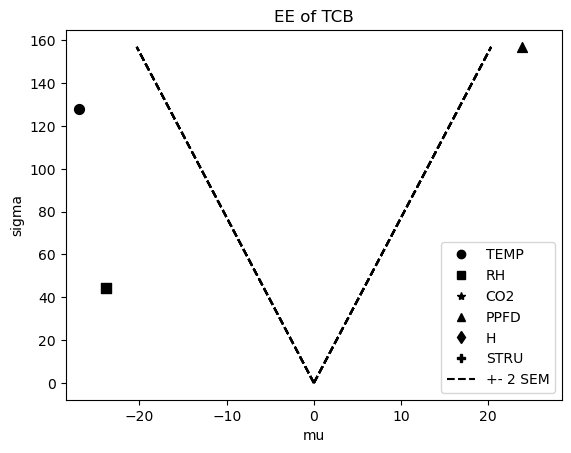 EE of TCB
160
140
120
100
80
60
40
20
0
sigma
−20
−10
0
10
20
mu
TEMP
RH
CO2
PPFD
H
STRU
+- 2 SEM